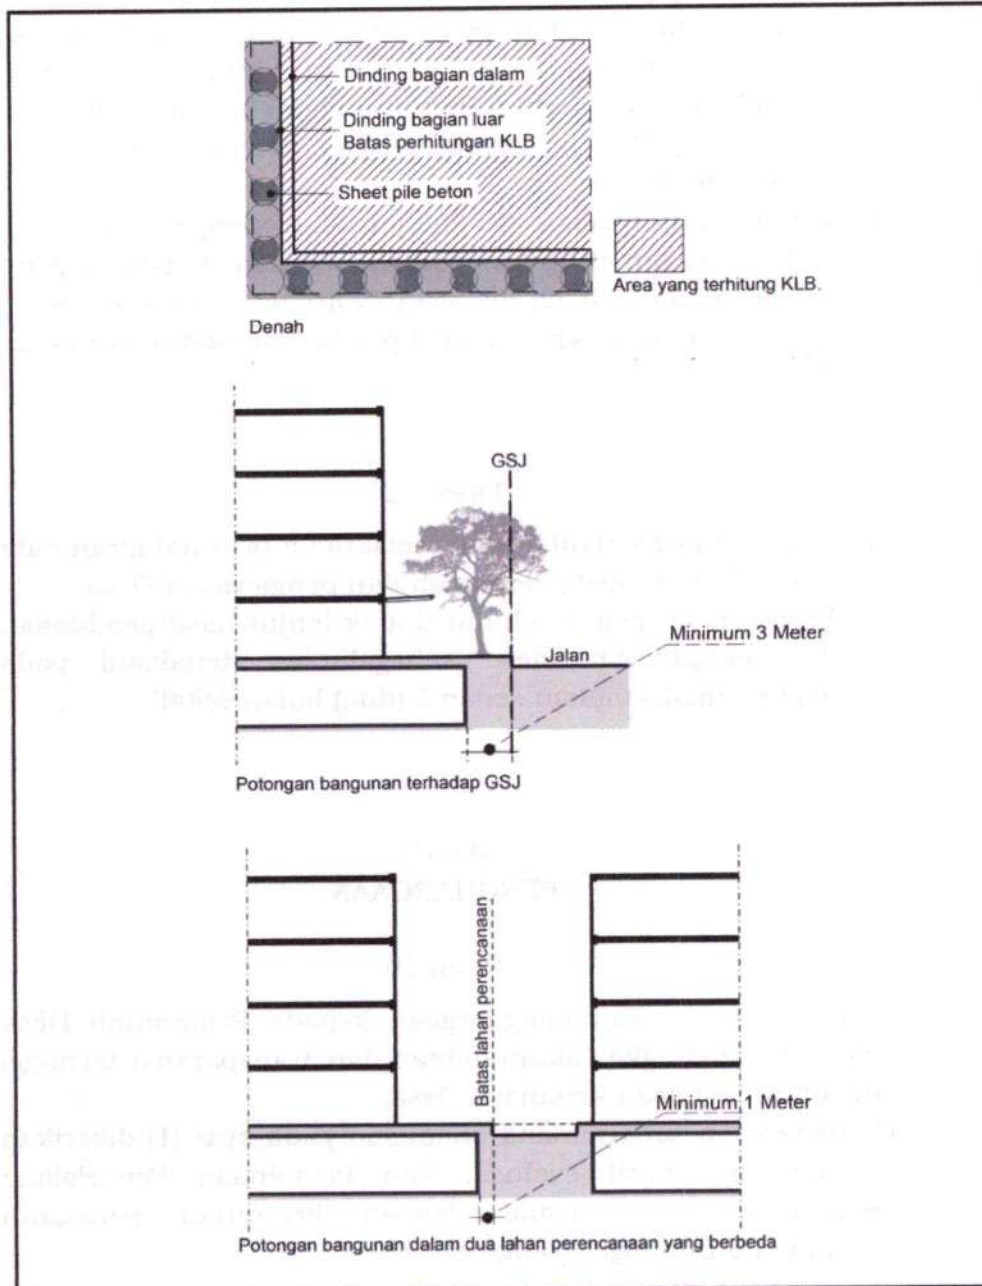 Dinding bagian dalam
Dinding bagian luar
Batas perhitungan KLB
Sheet pile beton
Area yang terhitung KLB.
Denah
GSJ
Minimum 3 Meter
Jalan
Potongan bangunan terhadap GSJ
Batas lahan perencanaan
Minimum 1 Meter
Potongan bangunan dalam dua lahan perencanaan yang berbeda